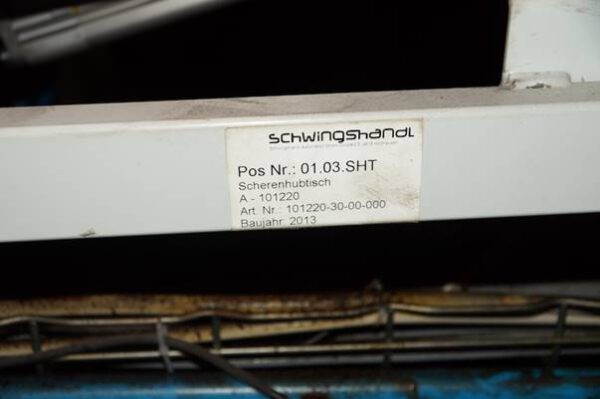 schwingshandl
Pos Nr.: 01.03.SHT
Scherenhubtisch
A - 101220
Art. Nr.: 101220-30-00-000
Baujahr: 2013